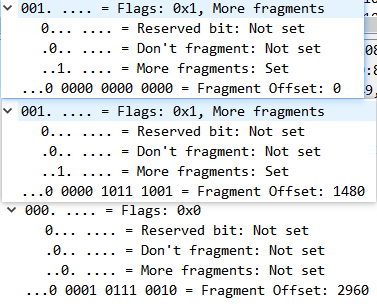 001. .... = Flags: 0x1, More fragments
0... .... = Reserved bit: Not set
.0.. .... = Don't fragment: Not set
..1. .... = More fragments: Set
...0 0000 0000 0000 = Fragment Offset: 0
001. .... = Flags: 0x1, More fragments
0... .... = Reserved bit: Not set
.0.. .... = Don't fragment: Not set
..1. .... = More fragments: Set
...0 0000 1011 1001 = Fragment Offset: 1480
000. .... = Flags: 0x0
0... .... = Reserved bit: Not set
.0.. .... = Don't fragment: Not set
..0. .... = More fragments: Not set
...0 0001 0111 0010 = Fragment Offset: 2960